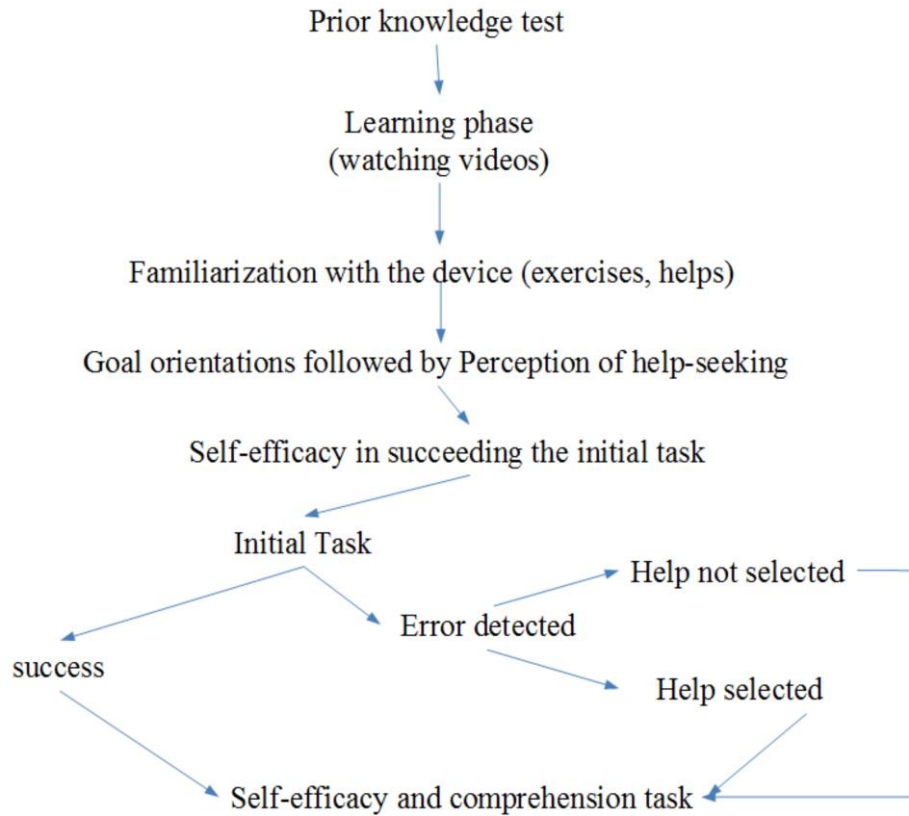 Prior knowledge test
Learning phase
(watching videos)
Familiarization with the device (exercises, helps)
Goal orientations followed by Perception of help-seeking
Self-efficacy in succeeding the initial task
Initial Task
Help not selected
Error detected
success
Help selected
Self-efficacy and comprehension task